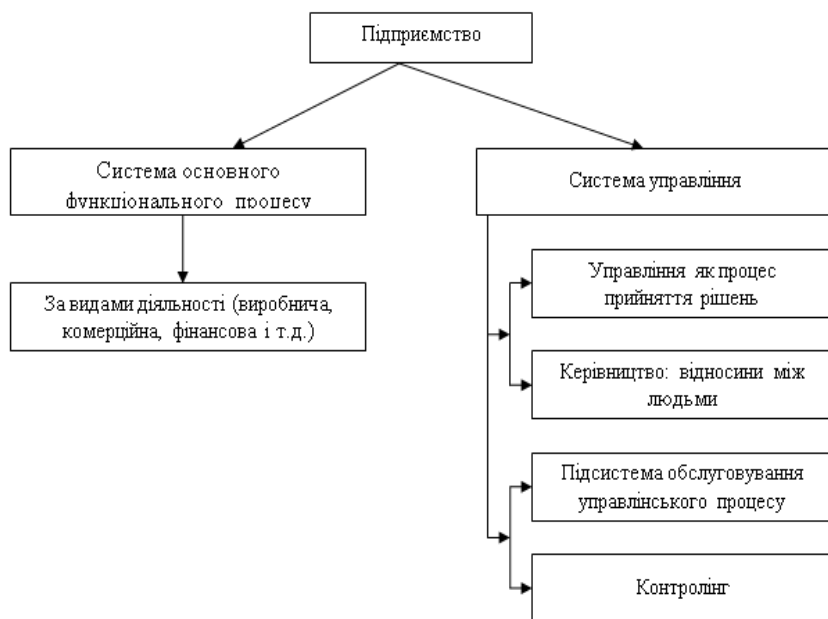 Підприємство
Система основного
функціонального процесу
Система управління
За видами діяльності (виробнича,
комерційна, фінансова і т.д.)
Управління як процес
прийняття рішень
Керівництво: відносини між
людьми
Підсистема обслуговування
управлінського процесу
Контролінг